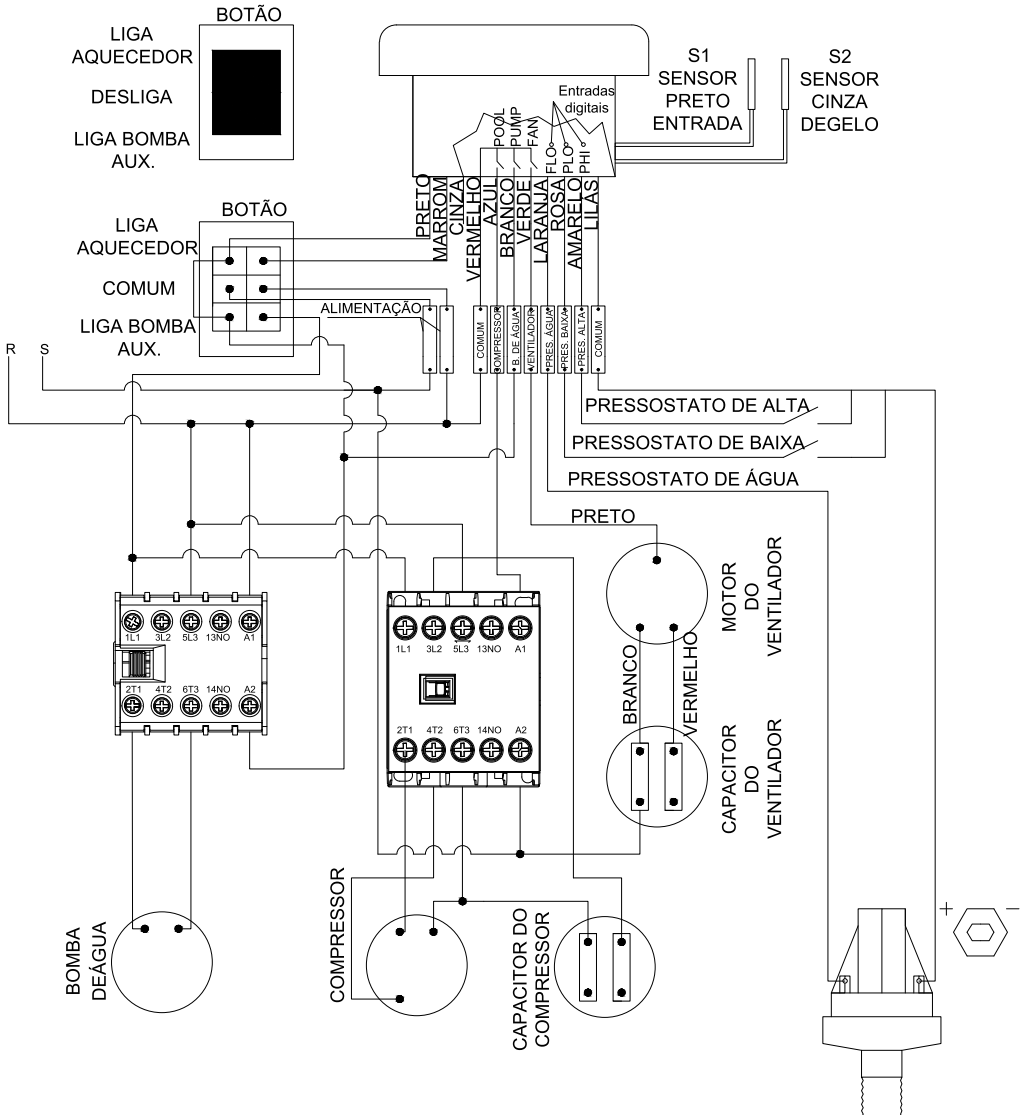 BOTÃO
LIGA
AQUECEDOR
DESLIGA
LIGA BOMBA
AUX.
Entradas
digitais
POOL
PUMP
FAN
FLO
PLO
PHI
S1
SENSOR
PRETO
ENTRADA
S2
SENSOR
CINZA
DEGELO
PRETO
MARROM
CINZA
VERMELHO
AZUL
BRANCO
VERDE
LARANJA
ROSA
AMARELO
LILÁS
BOTÃO
LIGA
AQUECEDOR
COMUM
LIGA BOMBA
AUX.
ALIMENTAÇÃO
COMUM
COMPRESSOR
B. DE ÁGUA
VENTILADOR
PRES. ÁGUA
PRES. BAIXA
PRES. ALTA
COMUM
R
S
PRESSOSTATO DE ALTA
PRESSOSTATO DE BAIXA
PRESSOSTATO DE ÁGUA
PRETO
1L1 3L2 5L3 13NO A1
2T1 4T2 6T3 14NO A2
1L1 3L2 5L3 13NO A1
2T1 4T2 6T3 14NO A2
MOTOR
DO
VENTILADOR
BRANCO
VERMELHO
CAPACITOR
DO
VENTILADOR
BOMBA
DEÁGUA
COMPRESSOR
CAPACITOR DO
COMPRESSOR
+ −